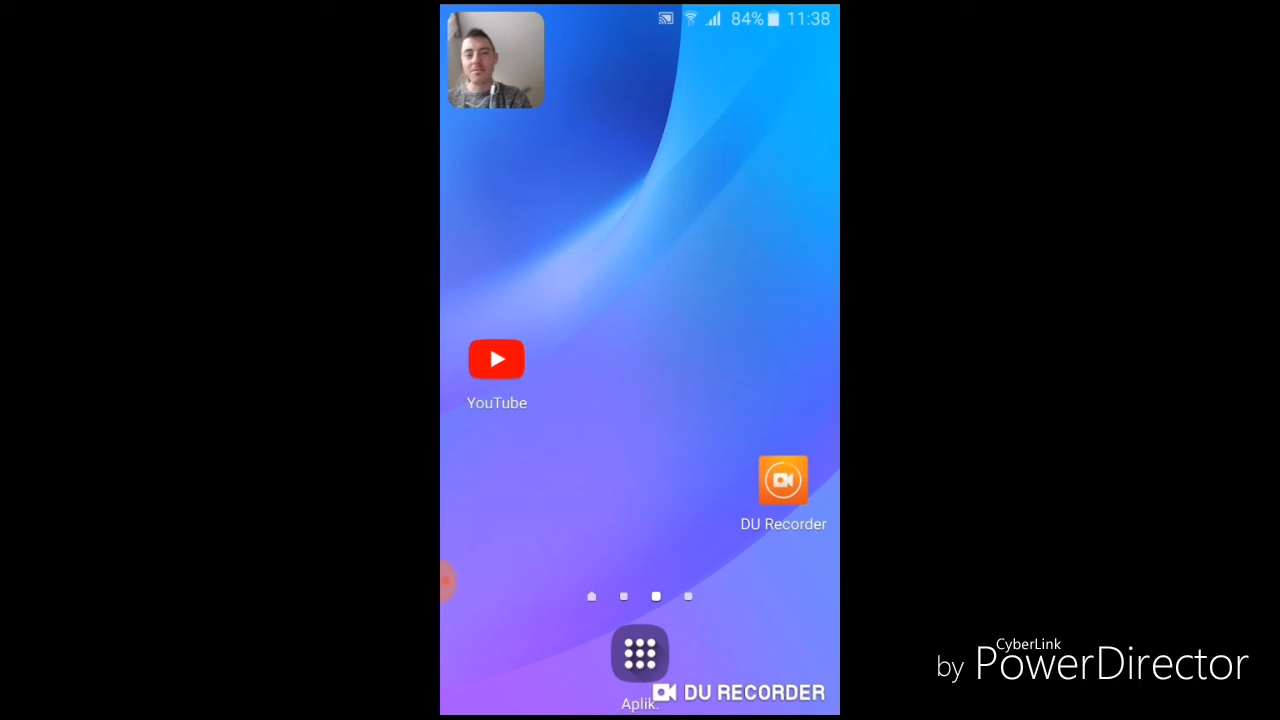 84% 11:38
YouTube
DU Recorder
Aplik.
DU RECORDER
CyberLink
by PowerDirector